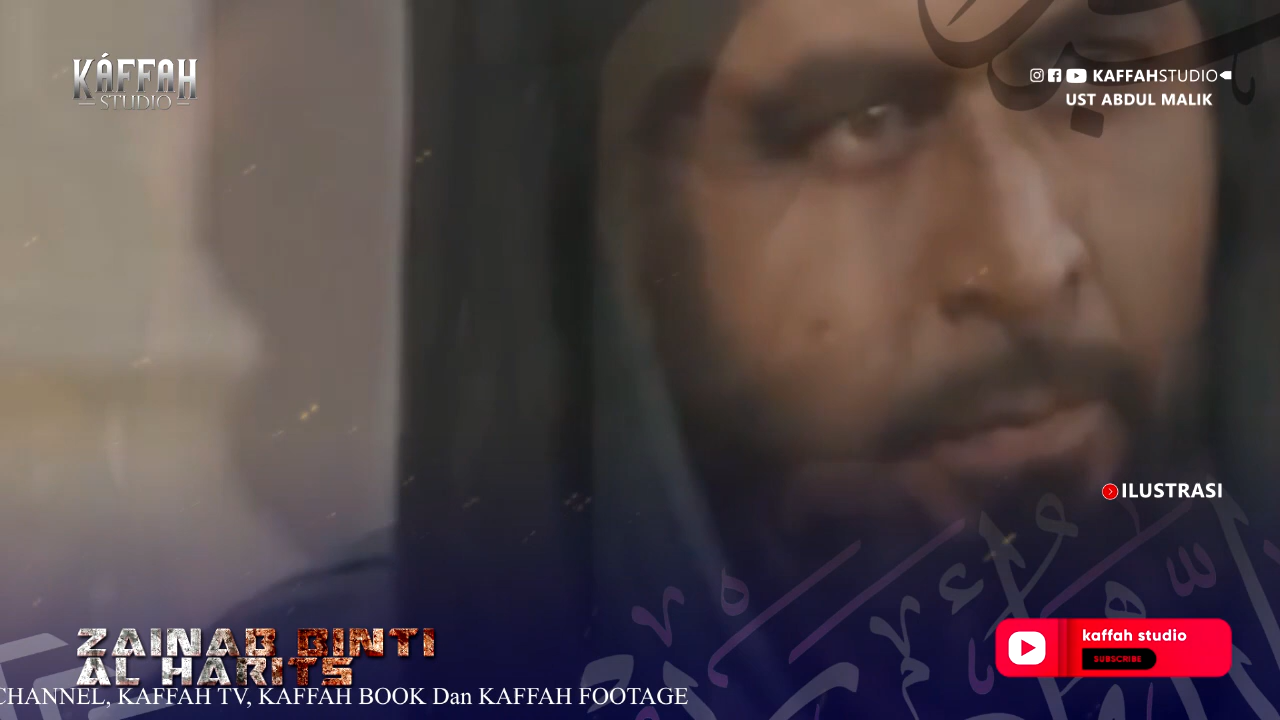 KÁFFAH
STUDIO
KAFFAHSTUDIO
UST ABDUL MALIK
ILUSTRASI
ZAINAB BINTI
AL HARITS
kaffah studio
SUBSCRIBE
CHANNEL, KAFFAH TV, KAFFAH BOOK Dan KAFFAH FOOTAGE